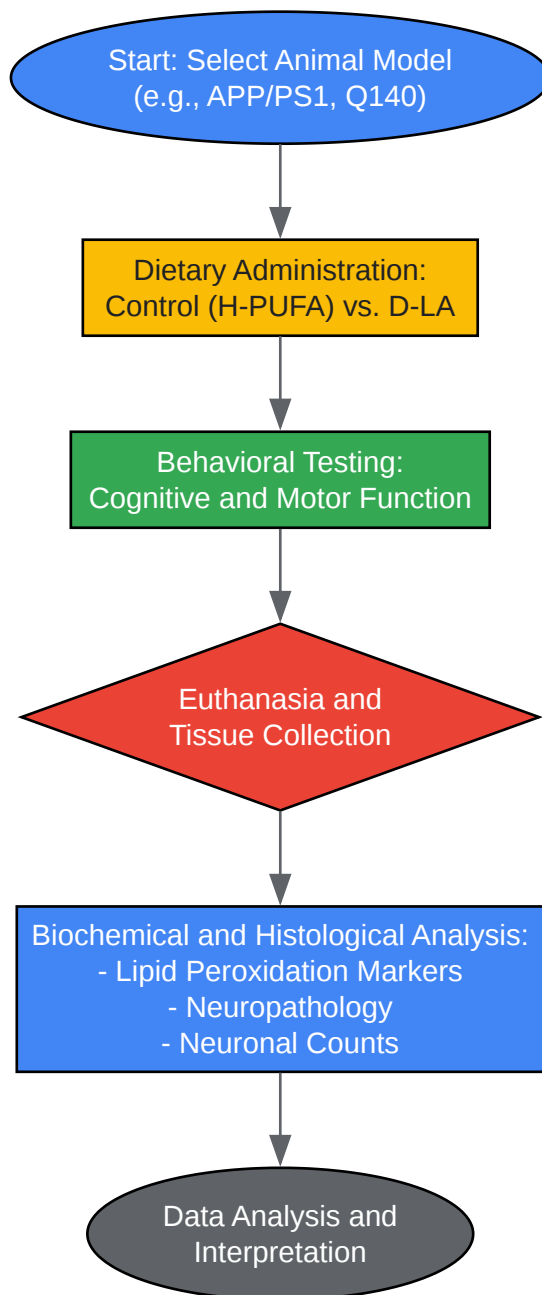 Start: Select Animal Model
(e.g., APP/PS1, Q140)
Dietary Administration:
Control (H-PUFA) vs. D-LA
Behavioral Testing:
Cognitive and Motor Function
Euthanasia and
Tissue Collection
Biochemical and Histological Analysis:
- Lipid Peroxidation Markers
- Neuropathology
- Neuronal Counts
Data Analysis and
Interpretation